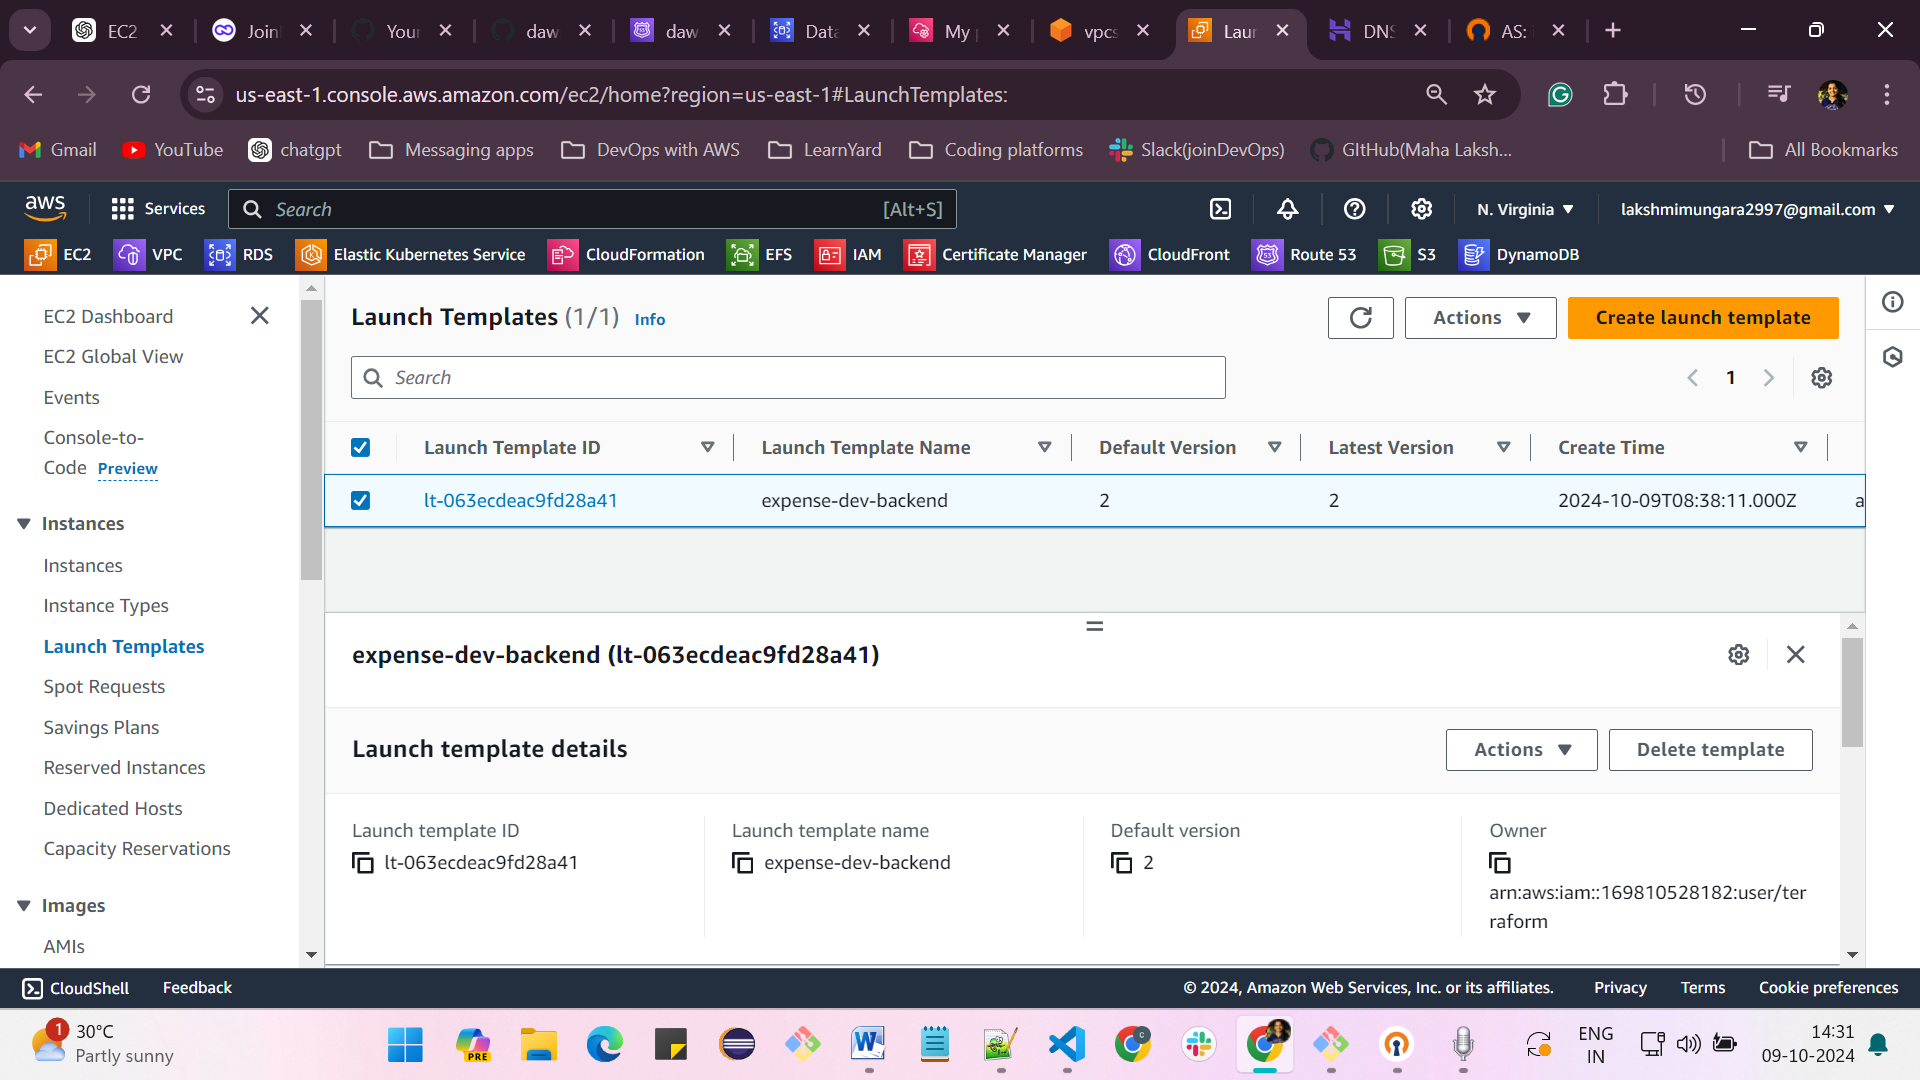 EC2
Join
Your
daw
daw
Data
My
vpcs
Laun
DNS
AS:
us-east-1.console.aws.amazon.com/ec2/home?region=us-east-1#LaunchTemplates:
Gmail
YouTube
chatgpt
Messaging apps
DevOps with AWS
LearnYard
Coding platforms
Slack(joinDevOps)
GItHub(Maha Laksh...
All Bookmarks
aws
Services
Search
[Alt+S]
N. Virginia
lakshmimungara2997@gmail.com
EC2
VPC
RDS
Elastic Kubernetes Service
CloudFormation
EFS
IAM
Certificate Manager
CloudFront
Route 53
S3
DynamoDB
EC2 Dashboard
EC2 Global View
Events
Console-to-
Code Preview
Instances
Instances
Instance Types
Launch Templates
Spot Requests
Savings Plans
Reserved Instances
Dedicated Hosts
Capacity Reservations
Images
AMIs
Launch Templates (1/1) Info
Actions
Create launch template
Search
1
Launch Template ID
Launch Template Name
Default Version
Latest Version
Create Time
lt-063ecdeac9fd28a41
expense-dev-backend
2
2
2024-10-09T08:38:11.000Z
a
expense-dev-backend (lt-063ecdeac9fd28a41)
Launch template details
Actions
Delete template
Launch template ID
lt-063ecdeac9fd28a41
Launch template name
expense-dev-backend
Default version
2
Owner
arn:aws:iam::169810528182:user/ter
raform
CloudShell
Feedback
© 2024, Amazon Web Services, Inc. or its affiliates.
Privacy
Terms
Cookie preferences
1
30°C
Partly sunny
PRE
ENG
IN
14:31
09-10-2024